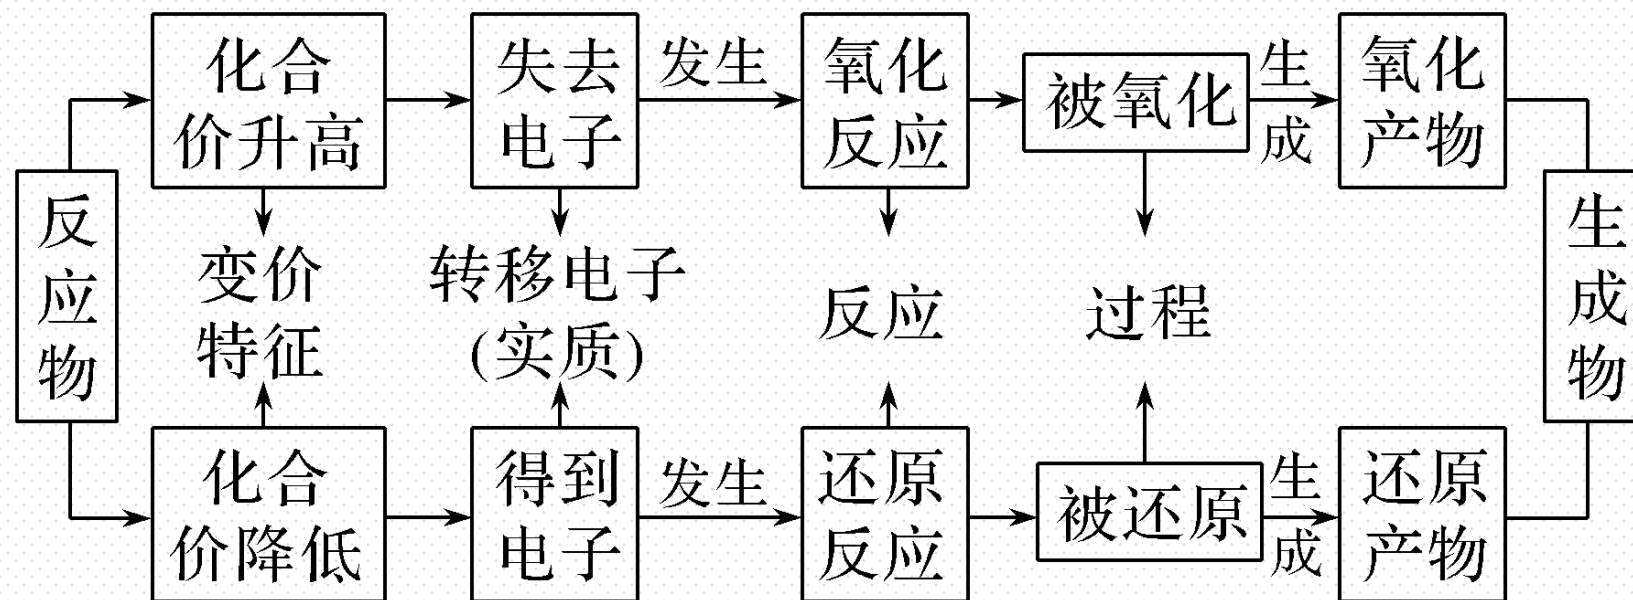 反
应
物
化合
价升高
失去
电子
发生
氧化
反应
被氧化
生
成
氧化
产物
变价
特征
转移电子
(实质)
反应
过程
化合
价降低
得到
电子
发生
还原
反应
被还原
生
成
还原
产物
生
成
物